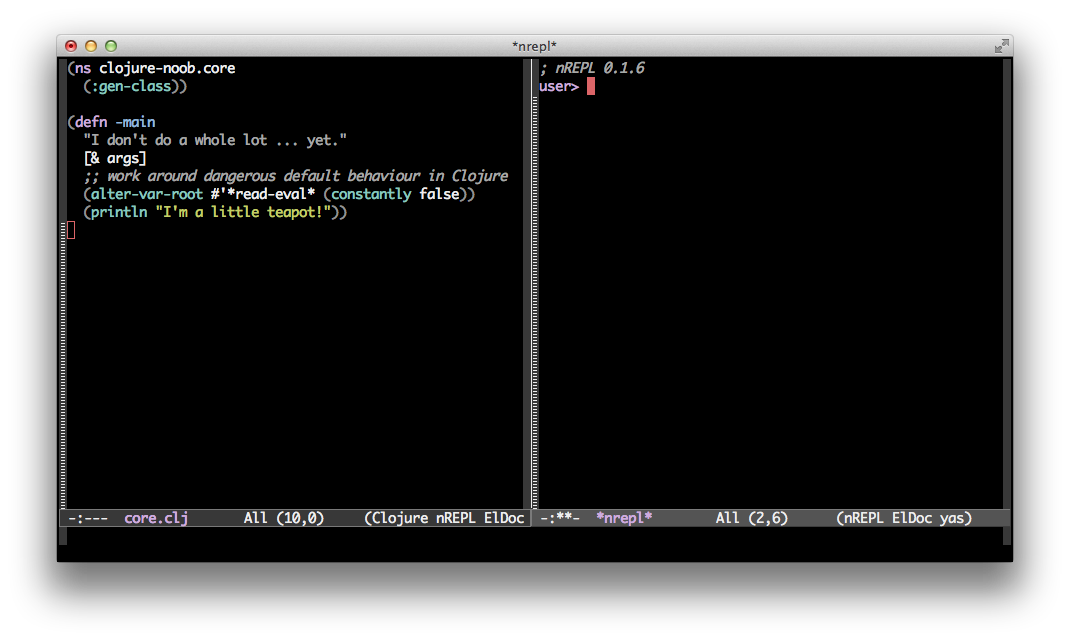 *nrepl*
(ns clojure-noob.core
  (:gen-class))
(defn -main
  "I don't do a whole lot ... yet."
  [& args]
  ;; work around dangerous default behaviour in Clojure
  (alter-var-root #'*read-eval* (constantly false))
  (println "I'm a little teapot!"))
-:---  core.clj       All (10,0)     (Clojure nREPL ElDoc
; nREPL 0.1.6
user>
-:**-  *nrepl*        All (2,6)      (nREPL ElDoc yas)